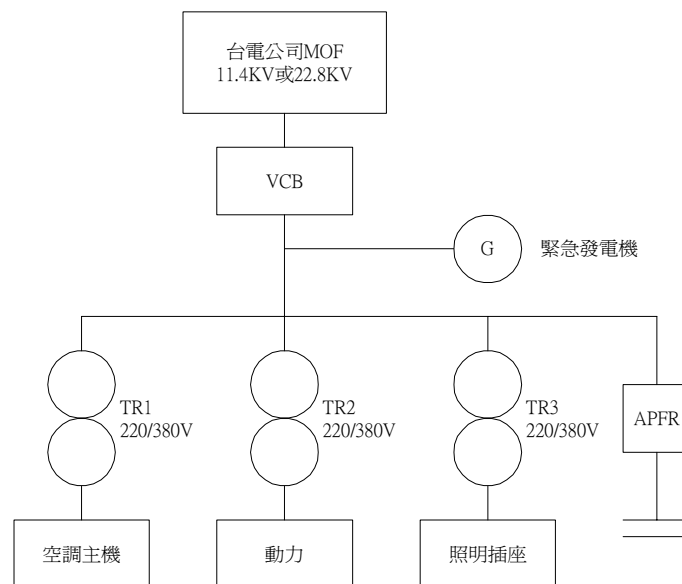 台電公司MOF
11.4KV或22.8KV
VCB
G
緊急發電機
TR1
220/380V
TR2
220/380V
TR3
220/380V
APFR
空調主機
動力
照明插座